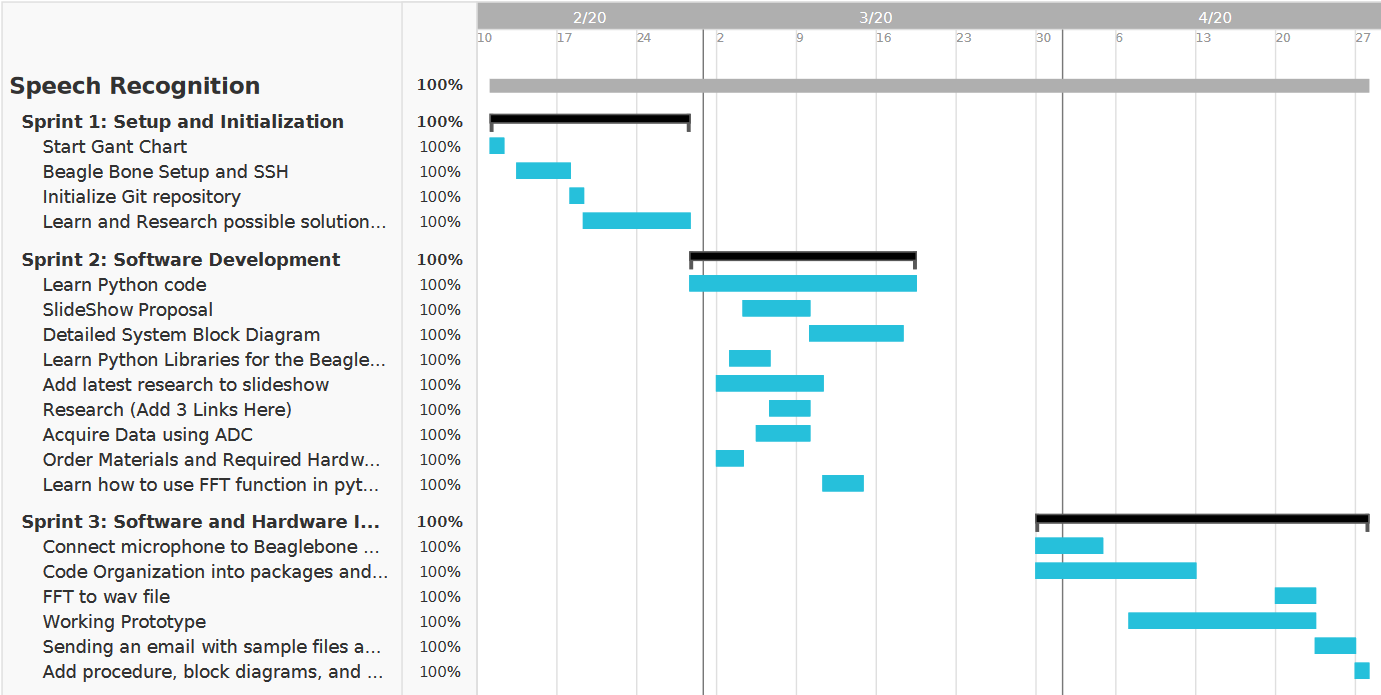 2/20 3/20 4/20
10 17 24 2 9 16 23 30 6 13 20 27
Speech Recognition 100%
Sprint 1: Setup and Initialization 100%
Start Gant Chart 100%
Beagle Bone Setup and SSH 100%
Initialize Git repository 100%
Learn and Research possible solution... 100%
Sprint 2: Software Development 100%
Learn Python code 100%
SlideShow Proposal 100%
Detailed System Block Diagram 100%
Learn Python Libraries for the Beagle... 100%
Add latest research to slideshow 100%
Research (Add 3 Links Here) 100%
Acquire Data using ADC 100%
Order Materials and Required Hardw... 100%
Learn how to use FFT function in pyt... 100%
Sprint 3: Software and Hardware I... 100%
Connect microphone to Beaglebone ... 100%
Code Organization into packages and... 100%
FFT to wav file 100%
Working Prototype 100%
Sending an email with sample files a... 100%
Add procedure, block diagrams, and ... 100%